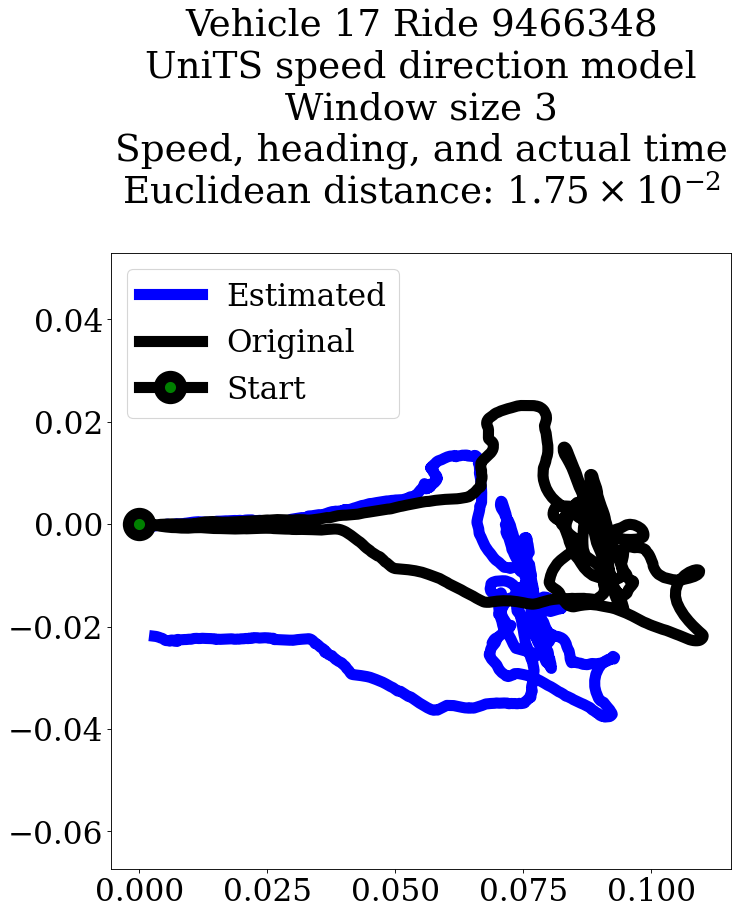 Vehicle 17 Ride 9466348
UniTS speed direction model
Window size 3
Speed, heading, and actual time
Euclidean distance: 1.75 × 10⁻²
Estimated
Original
Start
0.04
0.02
0.00
−0.02
−0.04
−0.06
0.000 0.025 0.050 0.075 0.100